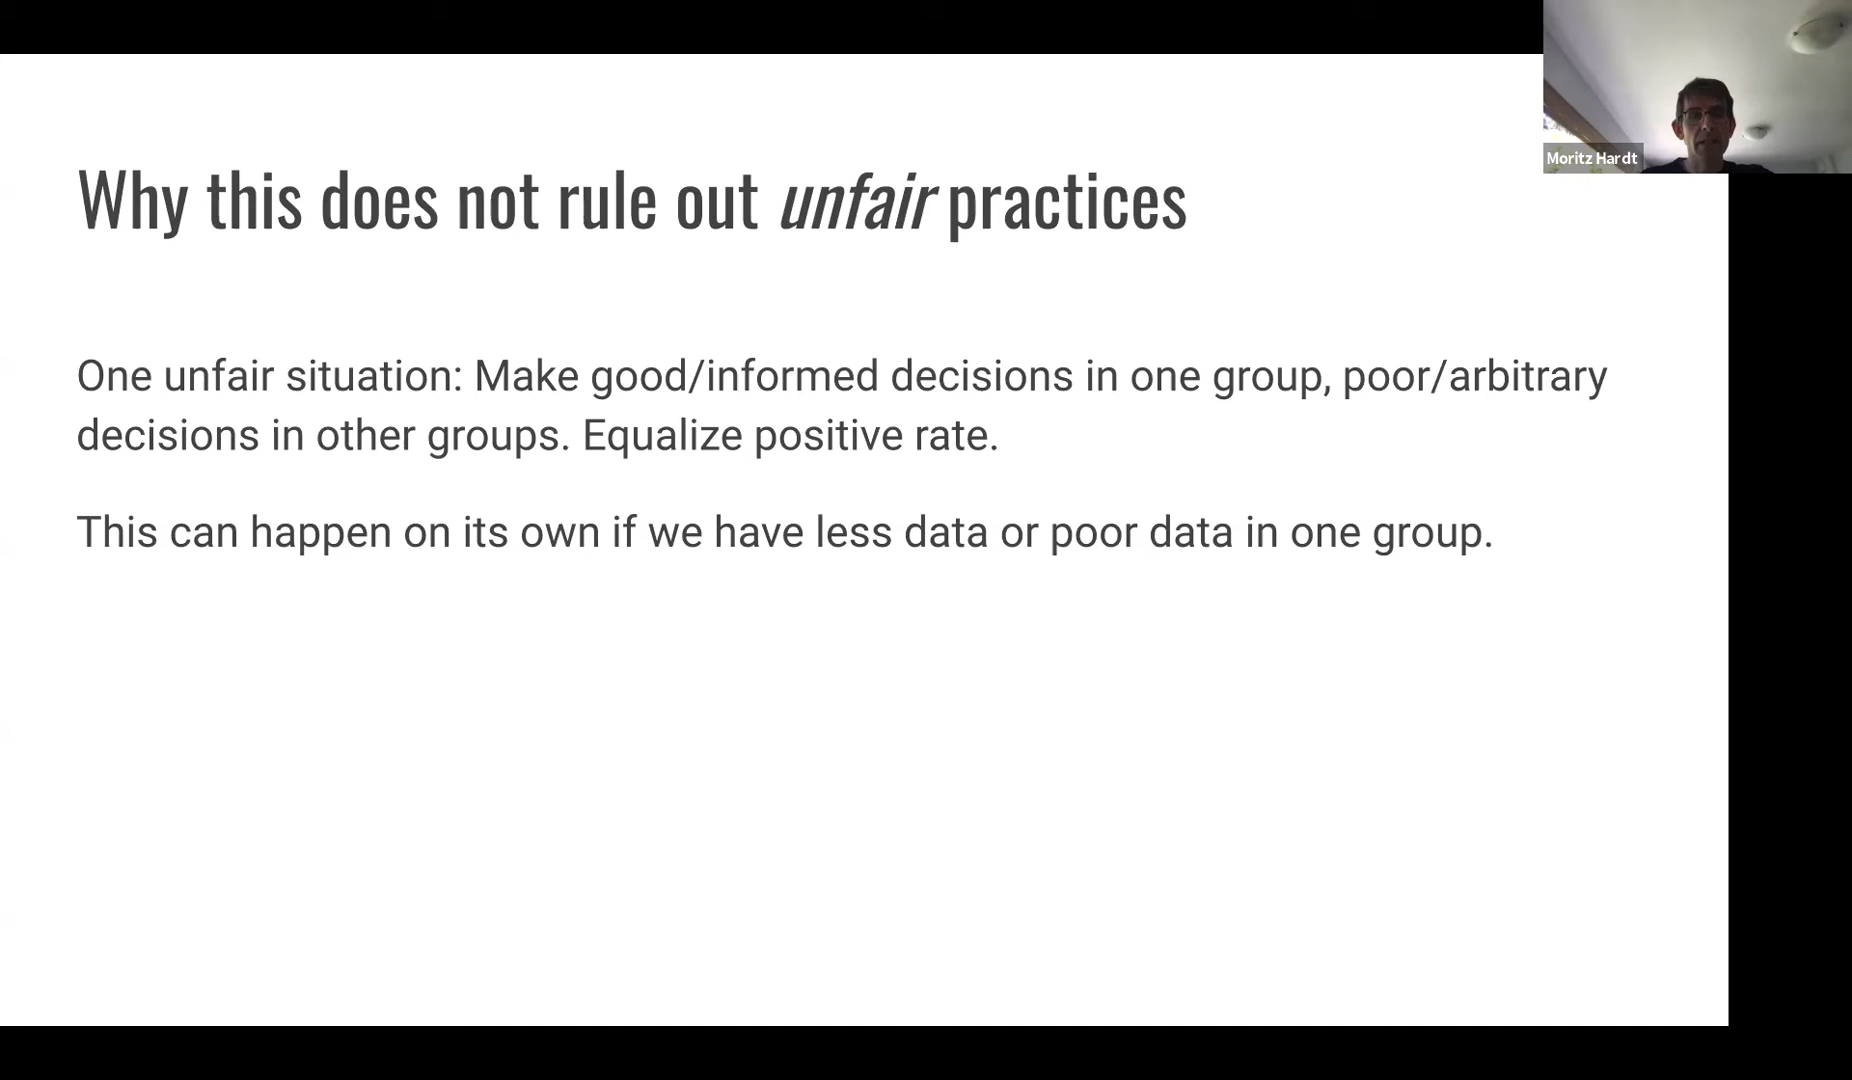 Moritz Hardt
Why this does not rule out unfair practices
One unfair situation: Make good/informed decisions in one group, poor/arbitrary
decisions in other groups. Equalize positive rate.
This can happen on its own if we have less data or poor data in one group.